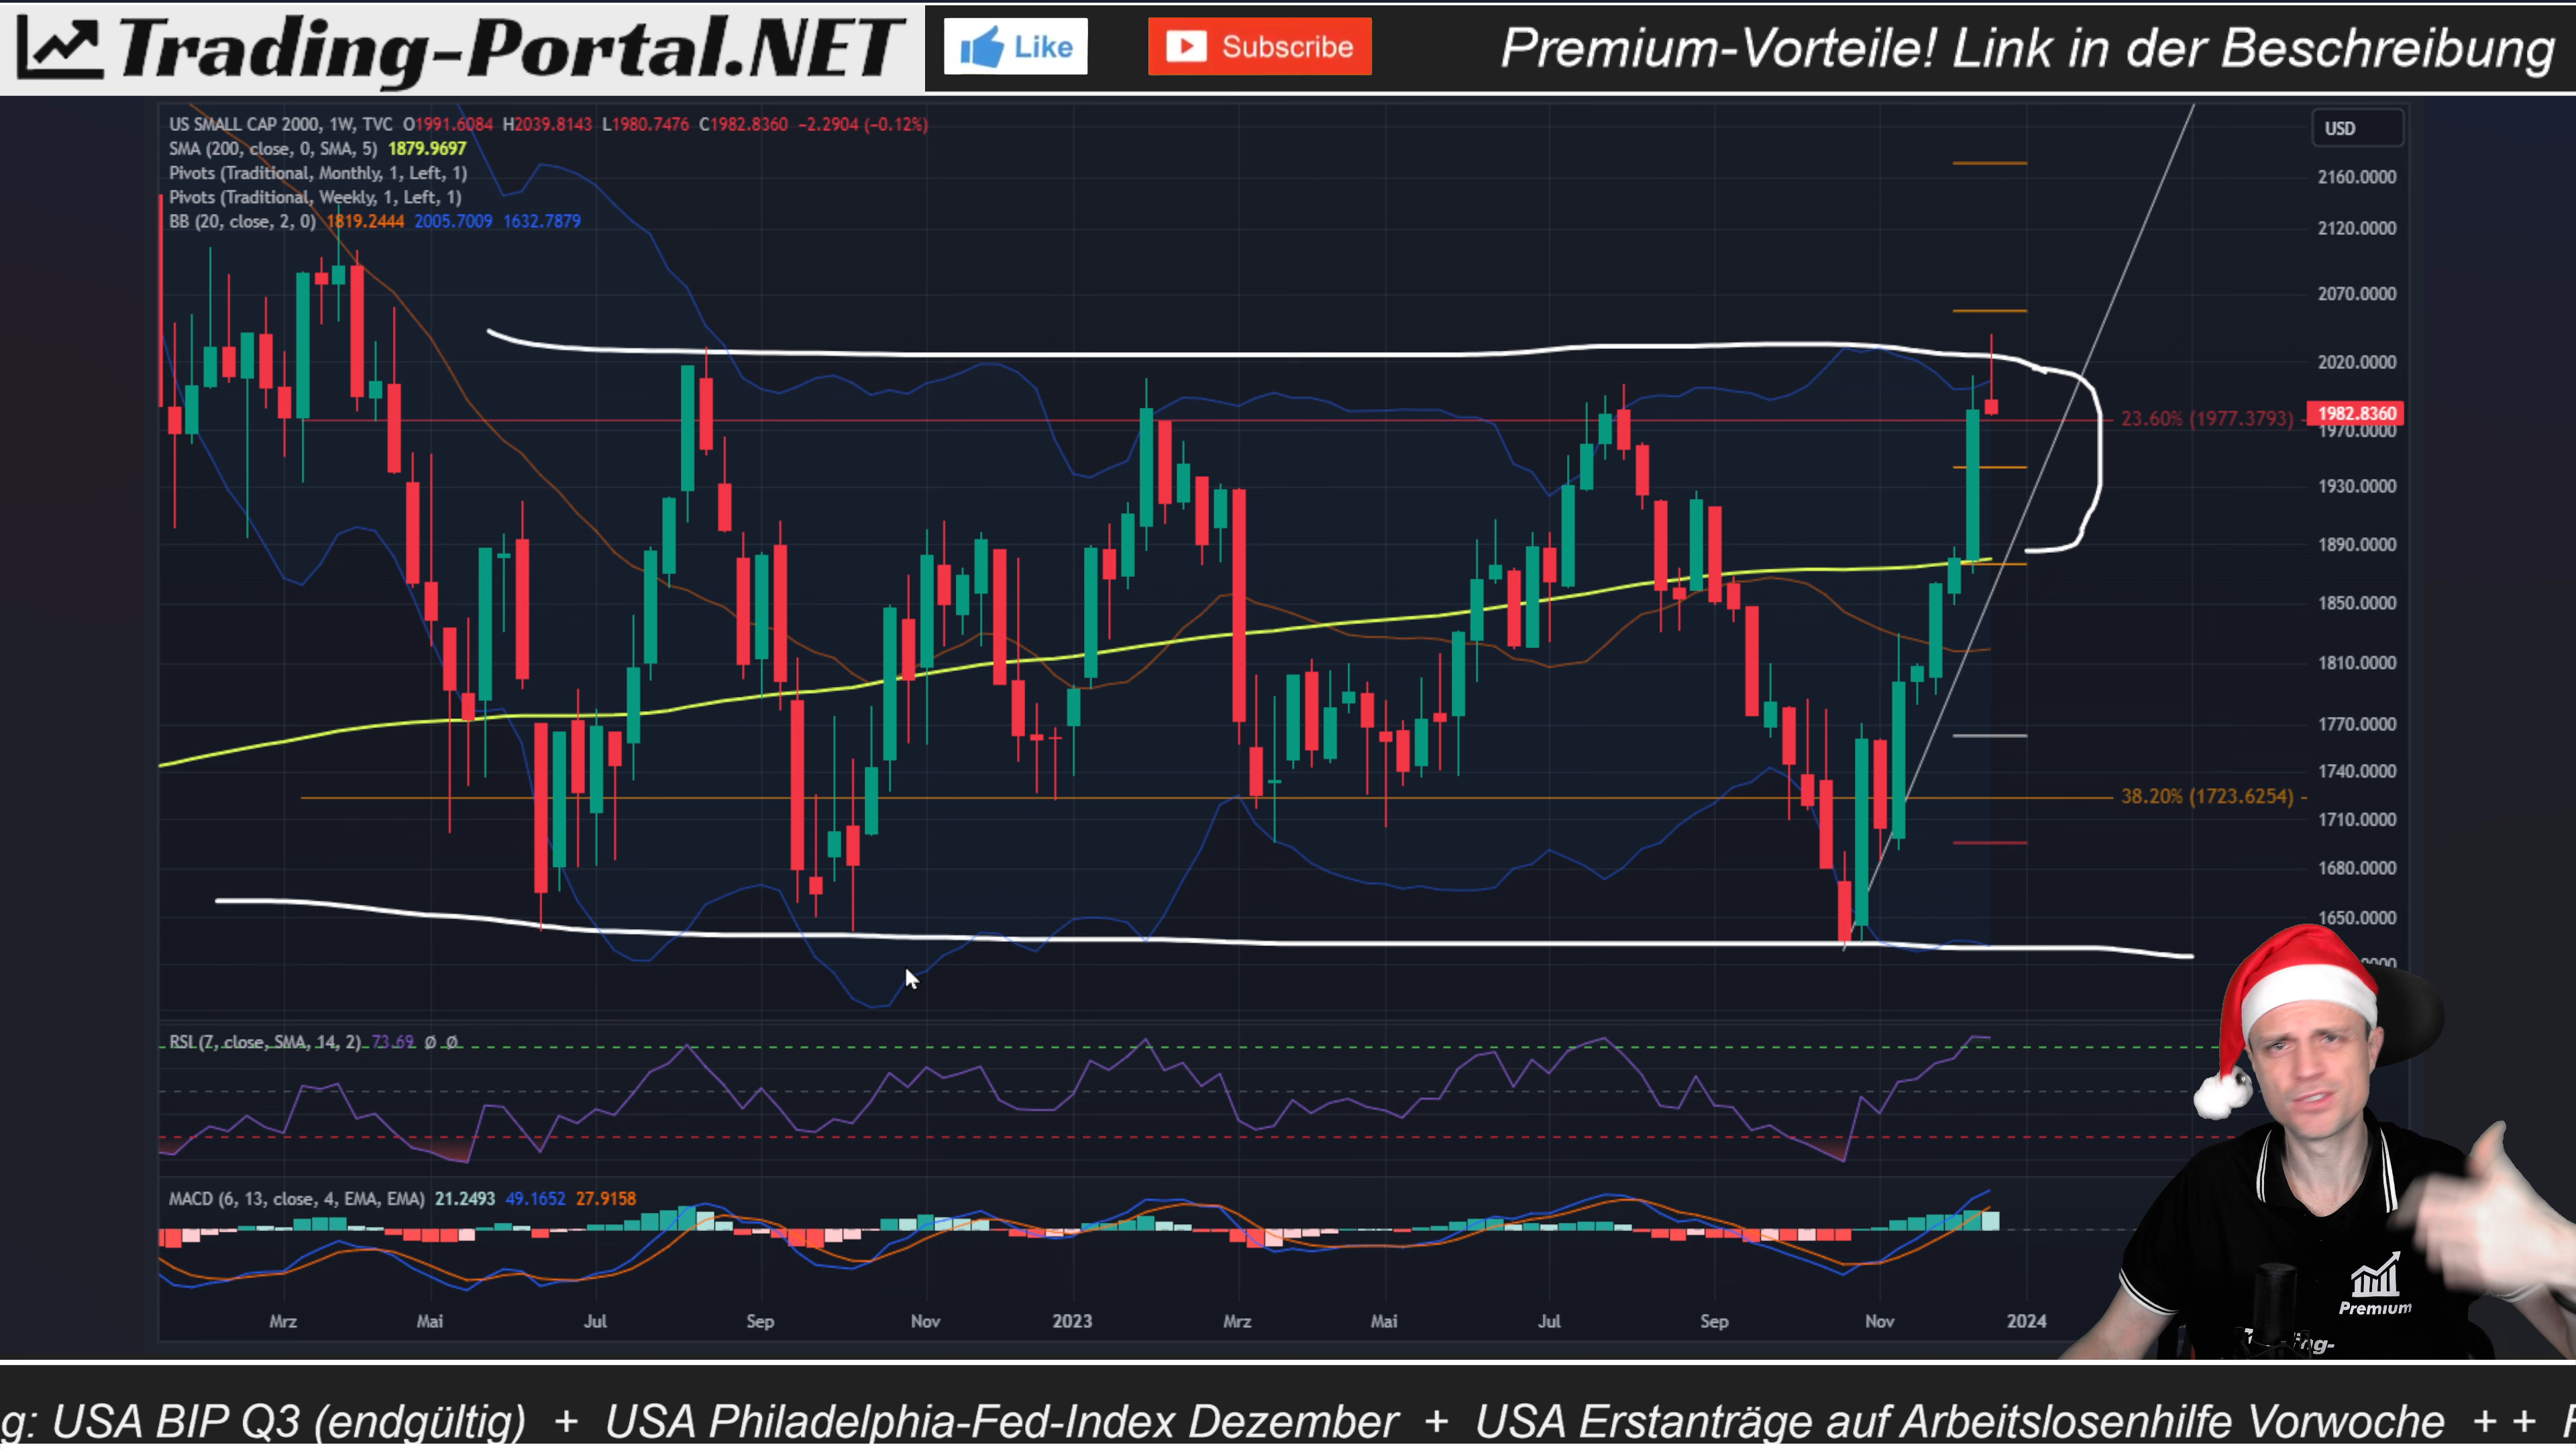 Trading-Portal.NET
Like
Subscribe
Premium-Vorteile! Link in der Beschreibung
US SMALL CAP 2000, 1W, TVC O1991.6084 H2039.8143 L1980.7476 C1982.8360 −2.2904 (−0.12%)
SMA (200, close, 0, SMA, 5) 1879.9697
Pivots (Traditional, Monthly, 1, Left, 1)
Pivots (Traditional, Weekly, 1, Left, 1)
BB (20, close, 2, 0) 1819.2444 2005.7009 1632.7879
USD
2160.0000
2120.0000
2070.0000
2020.0000
1982.8360
23.60% (1977.3793)
1970.0000
1930.0000
1890.0000
1850.0000
1810.0000
1770.0000
1740.0000
38.20% (1723.6254)
1710.0000
1680.0000
1650.0000
RSI (7, close, SMA, 14, 2) 73.69 Ø Ø
MACD (6, 13, close, 4, EMA, EMA) 21.2493 49.1652 27.9158
Mrz Mai Jul Sep Nov 2023 Mrz Mai Jul Sep Nov 2024
Premium
g: USA BIP Q3 (endgültig) + USA Philadelphia-Fed-Index Dezember + USA Erstanträge auf Arbeitslosenhilfe Vorwoche + +